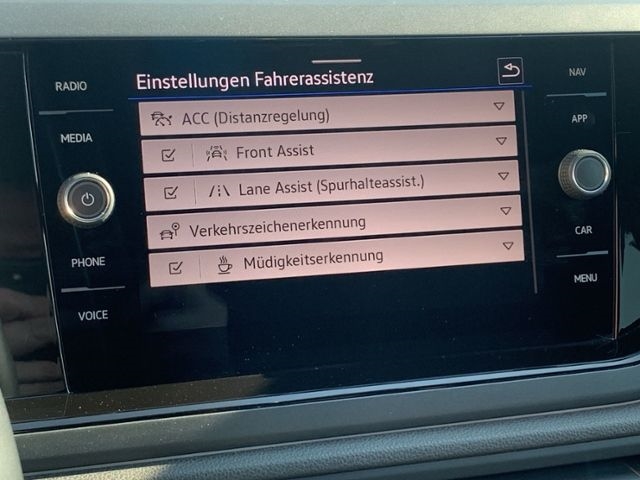 Einstellungen Fahrerassistenz
ACC (Distanzregelung)
Front Assist
Lane Assist (Spurhalteassist.)
Verkehrszeichenerkennung
Müdigkeitserkennung
RADIO
MEDIA
PHONE
VOICE
NAV
APP
CAR
MENU